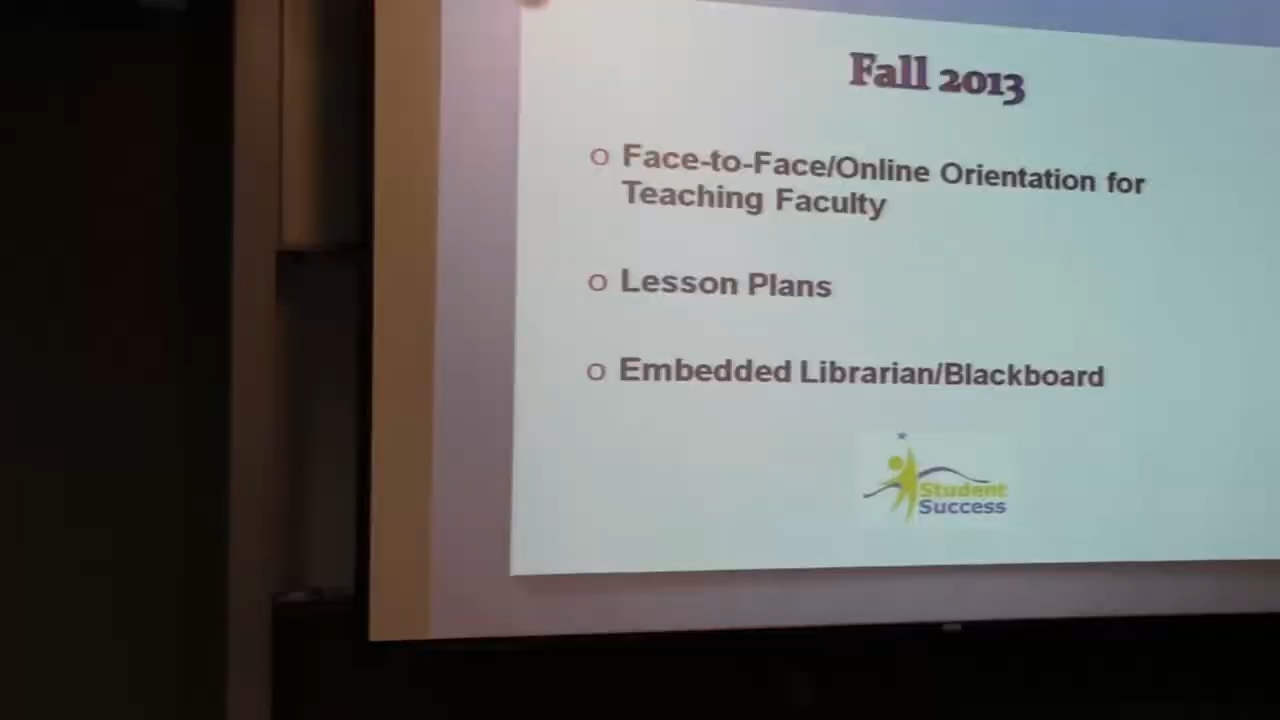 Fall 2013
o Face-to-Face/Online Orientation for
Teaching Faculty
o Lesson Plans
o Embedded Librarian/Blackboard
Student
Success